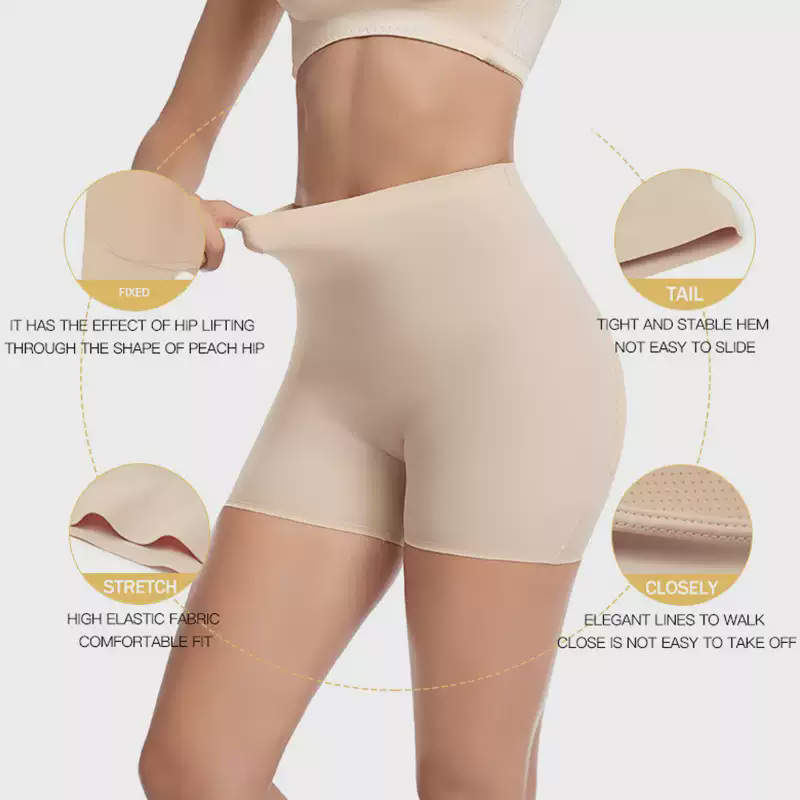 FIXED
IT HAS THE EFFECT OF HIP LIFTING
THROUGH THE SHAPE OF PEACH HIP
TAIL
TIGHT AND STABLE HEM
NOT EASY TO SLIDE
STRETCH
HIGH ELASTIC FABRIC
COMFORTABLE FIT
CLOSELY
ELEGANT LINES TO WALK
CLOSE IS NOT EASY TO TAKE OFF